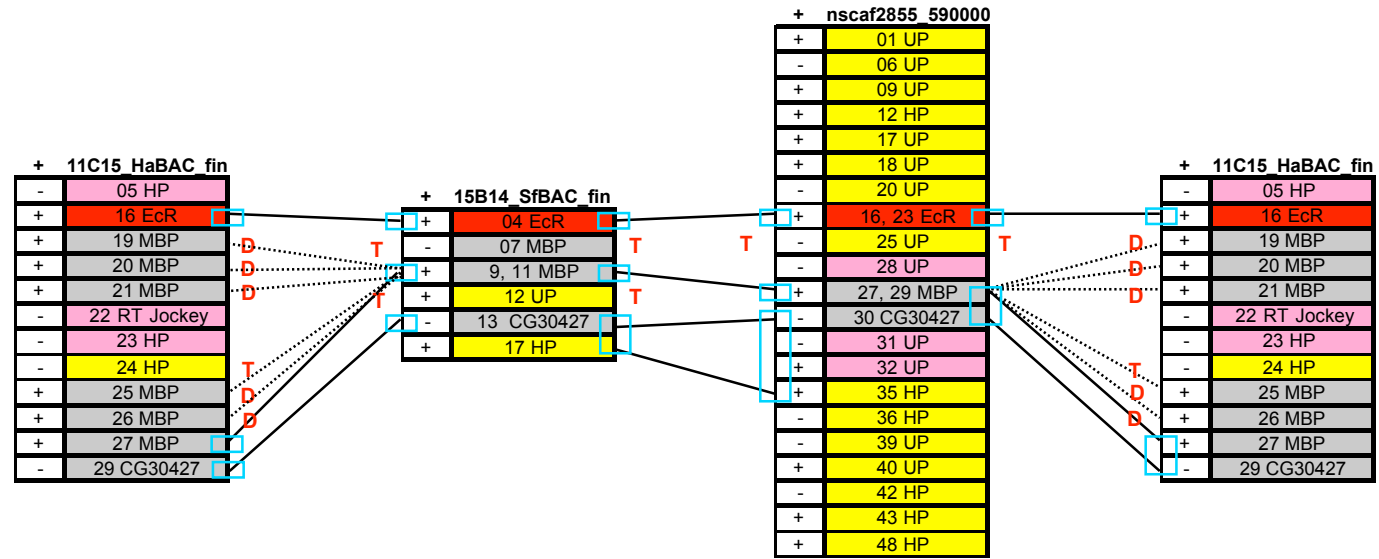 + nscaf2855_590000
+ 01 UP
- 06 UP
+ 09 UP
+ 12 HP
+ 17 UP
+ 18 UP
- 20 UP
+ 16, 23 EcR
- 25 UP
- 28 UP
+ 27, 29 MBP
- 30 CG30427
- 31 UP
+ 32 UP
+ 35 HP
- 36 HP
- 39 UP
+ 40 UP
- 42 HP
+ 43 HP
+ 48 HP
+ 11C15_HaBAC_fin
- 05 HP
+ 16 EcR
+ 19 MBP
+ 20 MBP
+ 21 MBP
- 22 RT Jockey
- 23 HP
- 24 HP
+ 25 MBP
+ 26 MBP
+ 27 MBP
- 29 CG30427
D
D
D
T
D
D
T
T
+ 15B14_SfBAC_fin
+ 04 EcR
- 07 MBP
+ 9, 11 MBP
+ 12 UP
- 13 CG30427
+ 17 HP
T
T
T
T
D
D
D
T
D
D
+ 11C15_HaBAC_fin
- 05 HP
+ 16 EcR
+ 19 MBP
+ 20 MBP
+ 21 MBP
- 22 RT Jockey
- 23 HP
- 24 HP
+ 25 MBP
+ 26 MBP
+ 27 MBP
- 29 CG30427